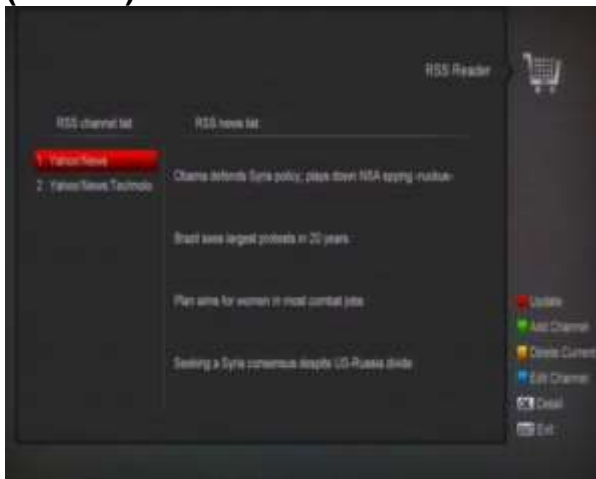 RSS Reader
RSS channel list
RSS news list
1 Yahoo!News
2 Yahoo!News:Technolo
Obama defends Syria policy, plays down NSA spying -ruckus-
Brazil sees largest protests in 20 years
Plan aims for women in most combat jobs
Seeking a Syria consensus despite US-Russia divide
Update
Add Channel
Delete Current
Edit Channel
OK Detail
Exit